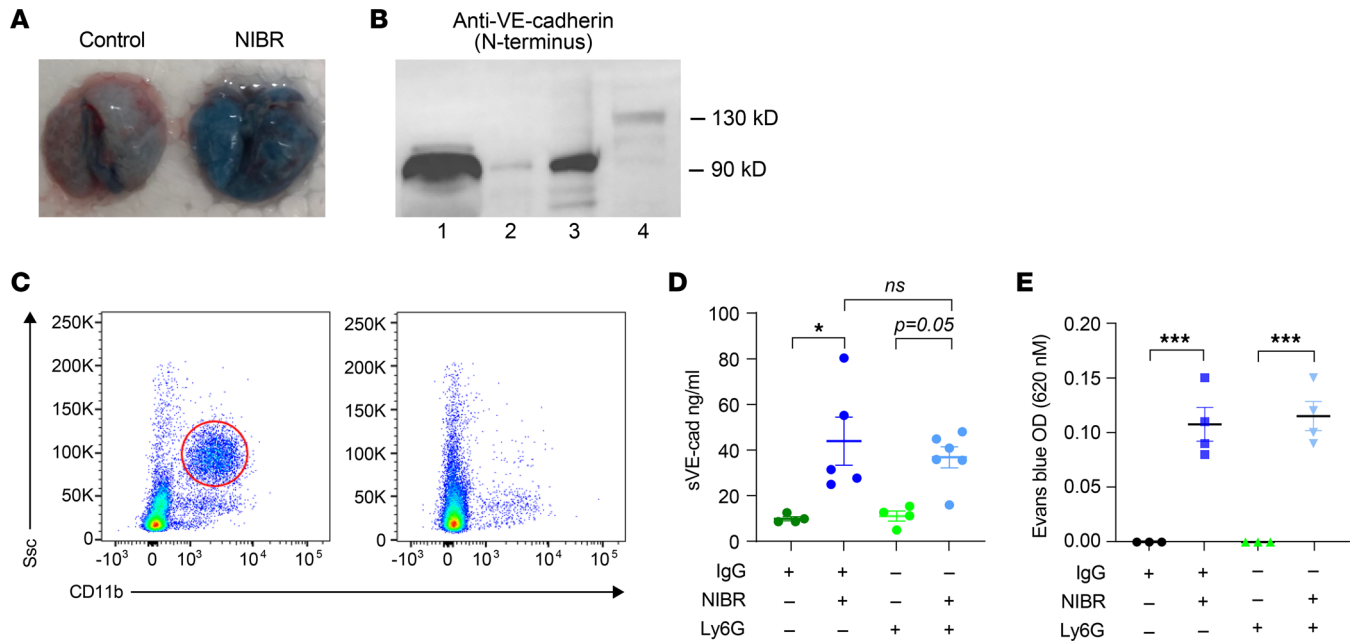 A
Control NIBR
B
Anti-VE-cadherin
(N-terminus)
– 130 kD
– 90 kD
1 2 3 4
C
Ssc
250K
200K
150K
100K
50K
0
-10³ 0 10³ 10⁴ 10⁵
250K
200K
150K
100K
50K
0
-10³ 0 10³ 10⁴ 10⁵
CD11b
D
sVE-cad ng/ml
100
80
60
40
20
0
ns
* p=0.05
IgG + + – –
NIBR – + – +
Ly6G – – + +
E
Evans blue OD (620 nM)
0.20
0.15
0.10
0.05
0.00
*** ***
IgG + + – –
NIBR – + – +
Ly6G – – + +